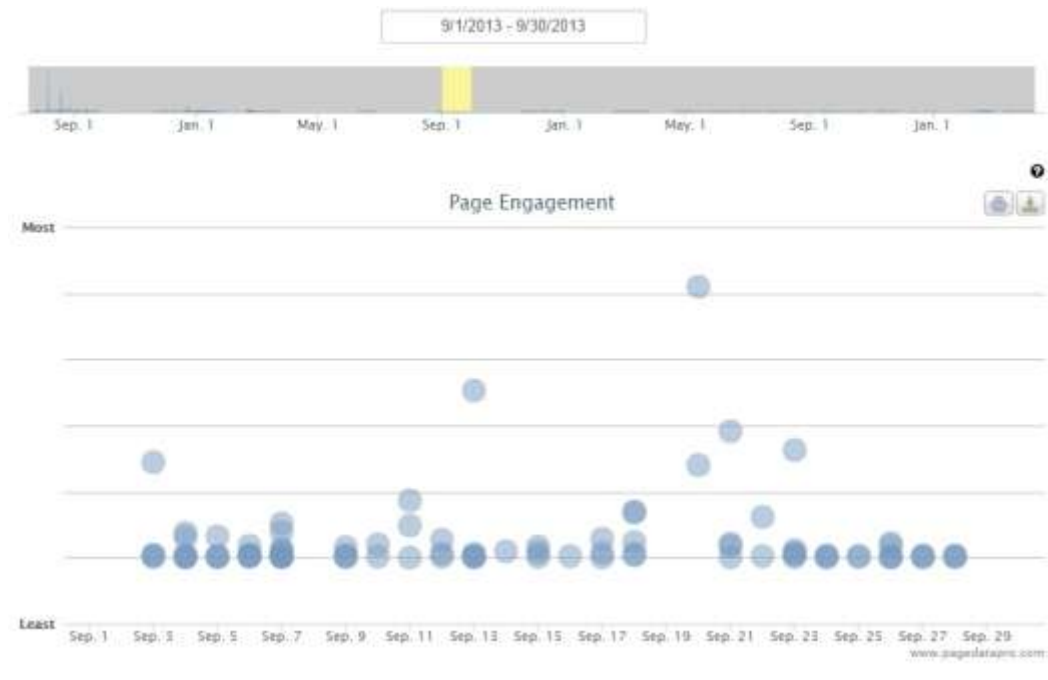 9/1/2013 - 9/30/2013
Sep. 1 Jan. 1 May. 1 Sep. 1 Jan. 1 May. 1 Sep. 1 Jan. 1
?
Page Engagement
Most
Least
Sep. 1 Sep. 3 Sep. 5 Sep. 7 Sep. 9 Sep. 11 Sep. 13 Sep. 15 Sep. 17 Sep. 19 Sep. 21 Sep. 23 Sep. 25 Sep. 27 Sep. 29
www.pagedatapro.com